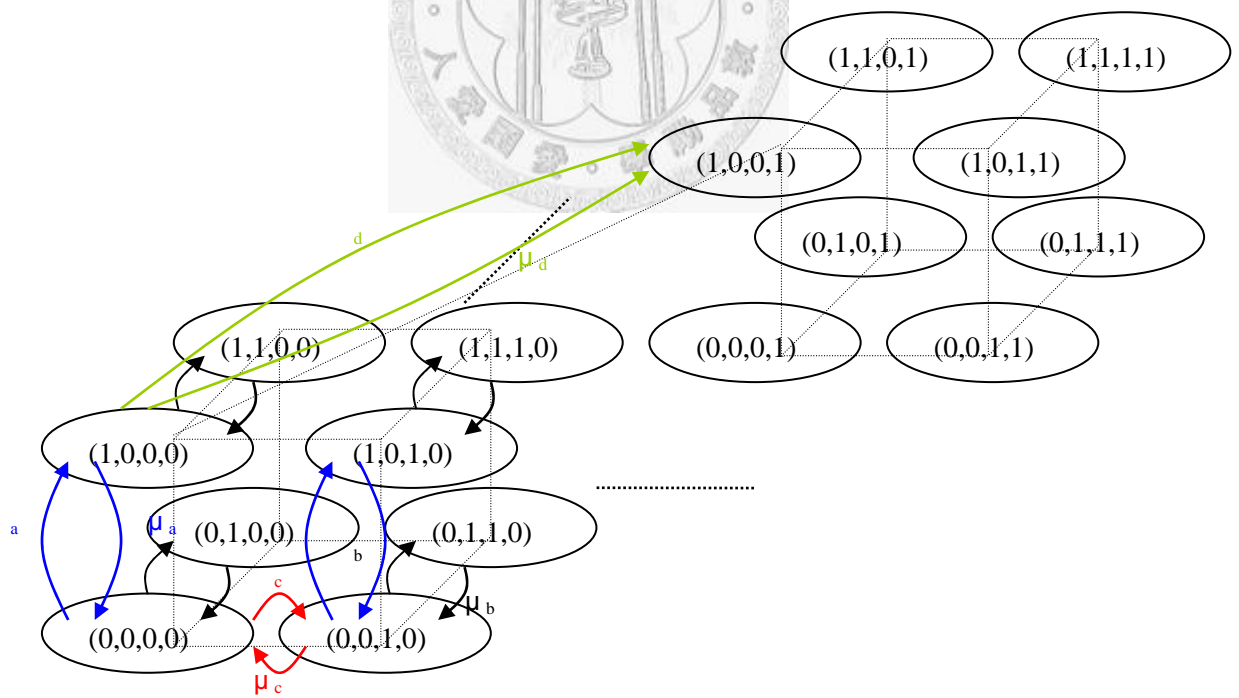 (1,1,0,1) (1,1,1,1)
(1,0,0,1) (1,0,1,1)
d
(0,1,0,1) (0,1,1,1)
μ d
(1,1,0,0) (1,1,1,0) (0,0,0,1) (0,0,1,1)
(1,0,0,0) (1,0,1,0)
a μ a (0,1,0,0) b (0,1,1,0)
c
μ b
(0,0,0,0) (0,0,1,0)
μ c